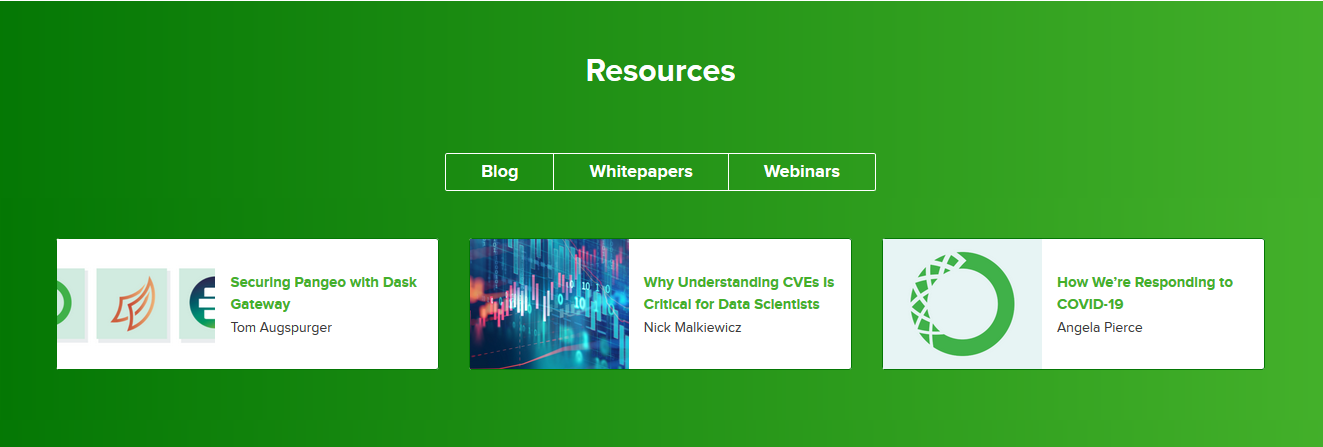 Resources
Blog
Whitepapers
Webinars
Securing Pangeo with Dask
Gateway
Tom Augspurger
Why Understanding CVEs Is
Critical for Data Scientists
Nick Malkiewicz
How We're Responding to
COVID-19
Angela Pierce